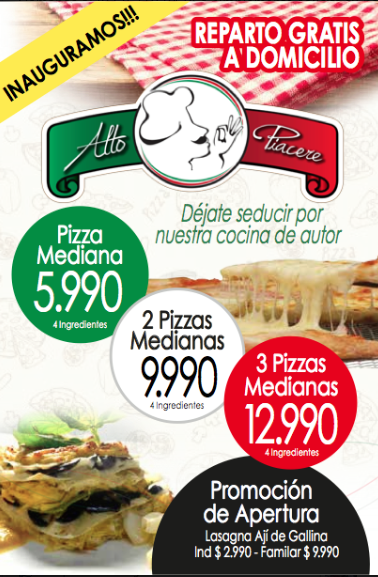 INAUGURAMOS!!!
REPARTO GRATIS
A DOMICILIO
Alto Piacere
Déjate seducir por
nuestra cocina de autor
Pizza
Mediana
5.990
4 Ingredientes
2 Pizzas
Medianas
9.990
4 Ingredientes
3 Pizzas
Medianas
12.990
4 Ingredientes
Promoción
de Apertura
Lasagna Ají de Gallina
Ind $ 2.990 - Familar $ 9.990